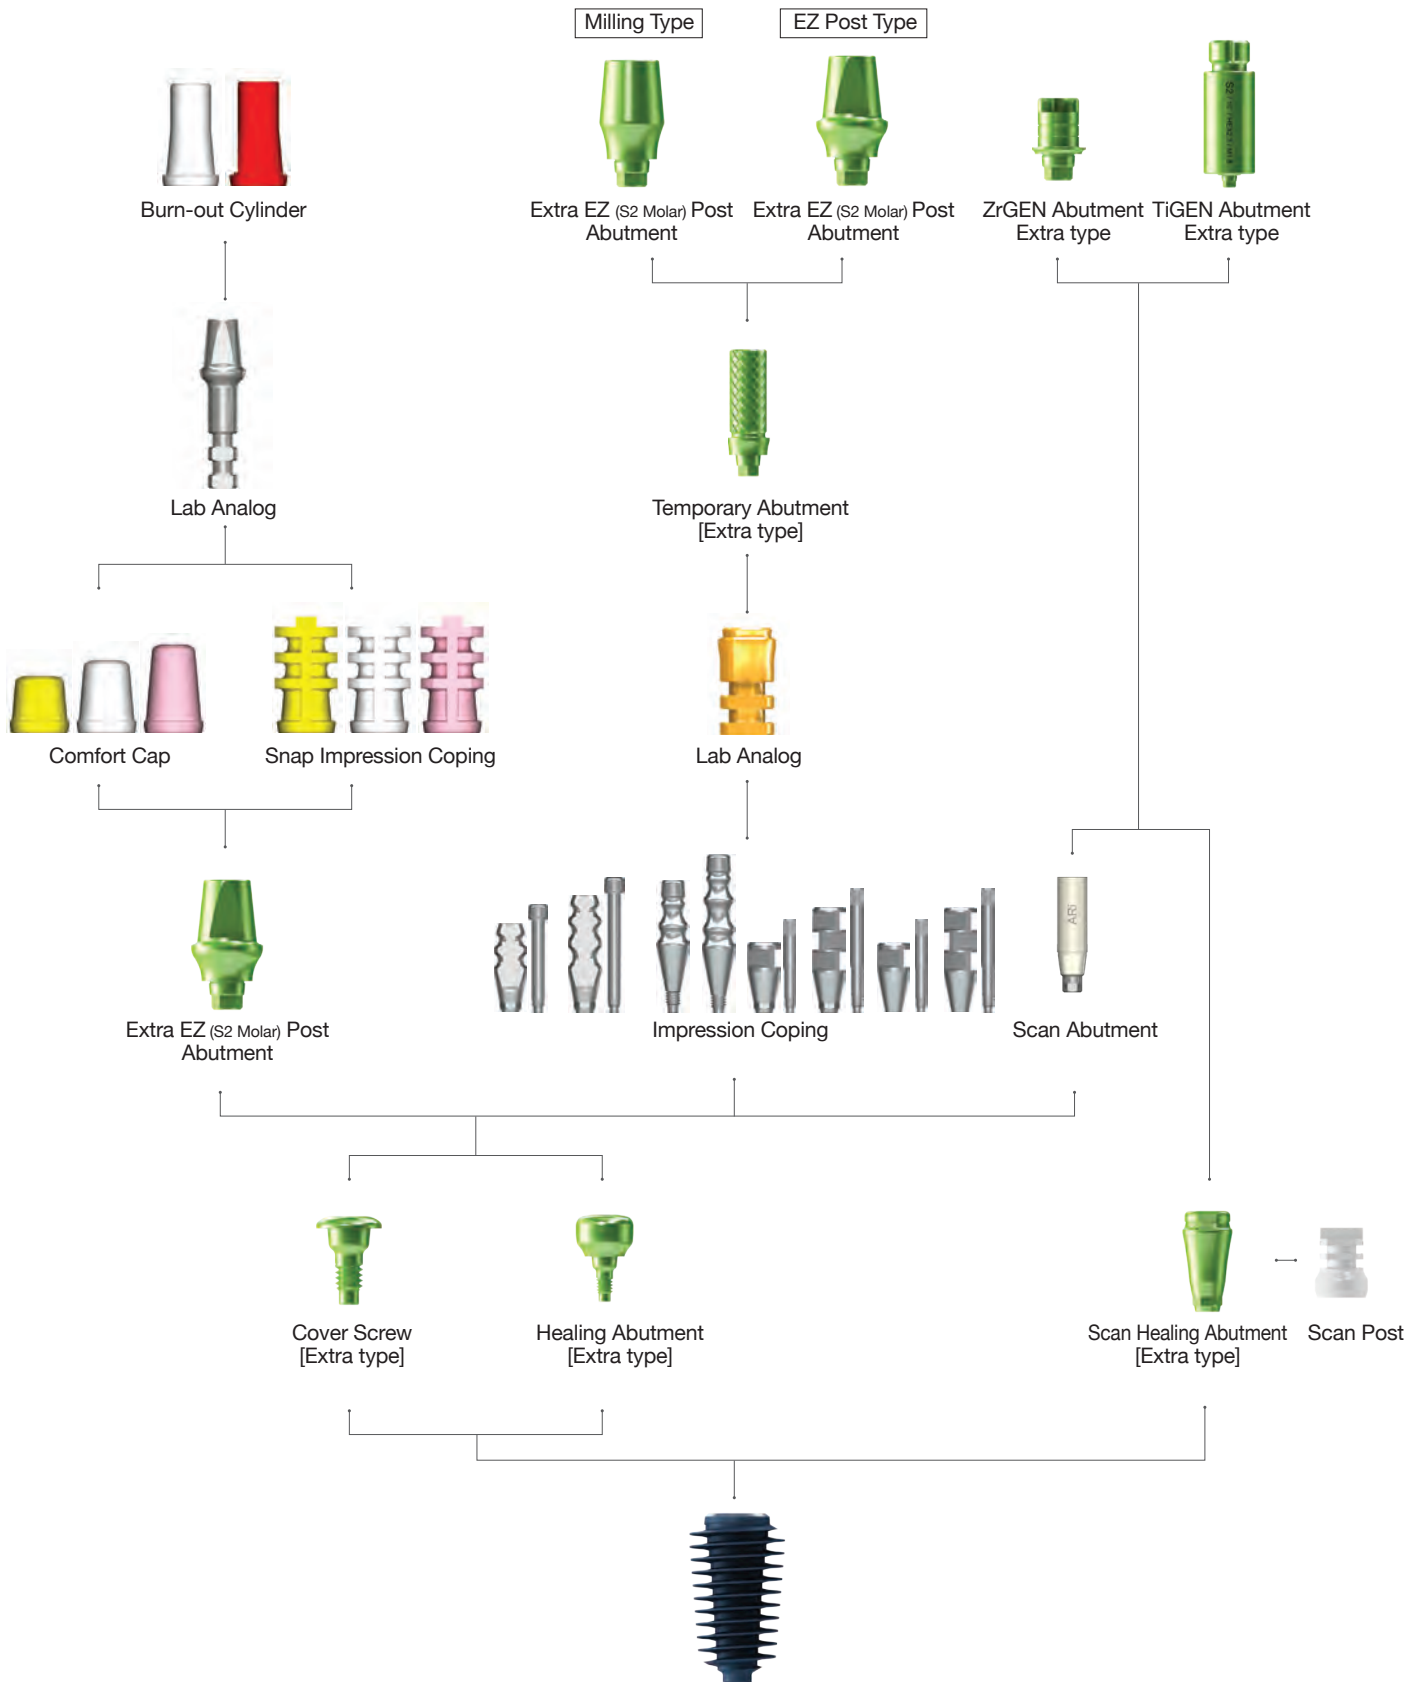 Milling Type
EZ Post Type
Burn-out Cylinder
Extra EZ (S2 Molar) Post
Abutment
Extra EZ (S2 Molar) Post
Abutment
ZrGEN Abutment
Extra type
TiGEN Abutment
Extra type
S2
Lab Analog
Temporary Abutment
[Extra type]
Comfort Cap
Snap Impression Coping
Lab Analog
ARi
Extra EZ (S2 Molar) Post
Abutment
Impression Coping
Scan Abutment
Cover Screw
[Extra type]
Healing Abutment
[Extra type]
Scan Healing Abutment
[Extra type]
Scan Post